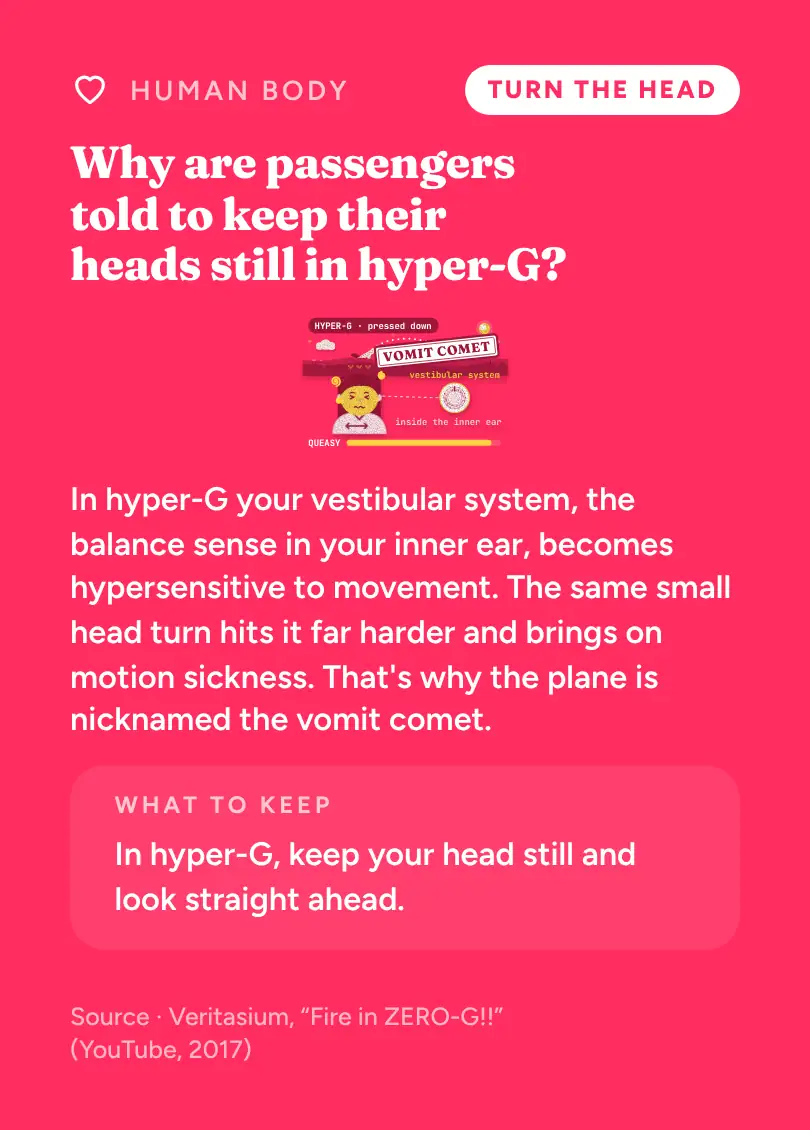 HUMAN BODY
TURN THE HEAD
Why are passengers
told to keep their
heads still in hyper-G?
HYPER-G · pressed down
VOMIT COMET
vestibular system
inside the inner ear
QUEASY
In hyper-G your vestibular system, the
balance sense in your inner ear, becomes
hypersensitive to movement. The same small
head turn hits it far harder and brings on
motion sickness. That's why the plane is
nicknamed the vomit comet.
WHAT TO KEEP
In hyper-G, keep your head still and
look straight ahead.
Source · Veritasium, “Fire in ZERO-G!!”
(YouTube, 2017)